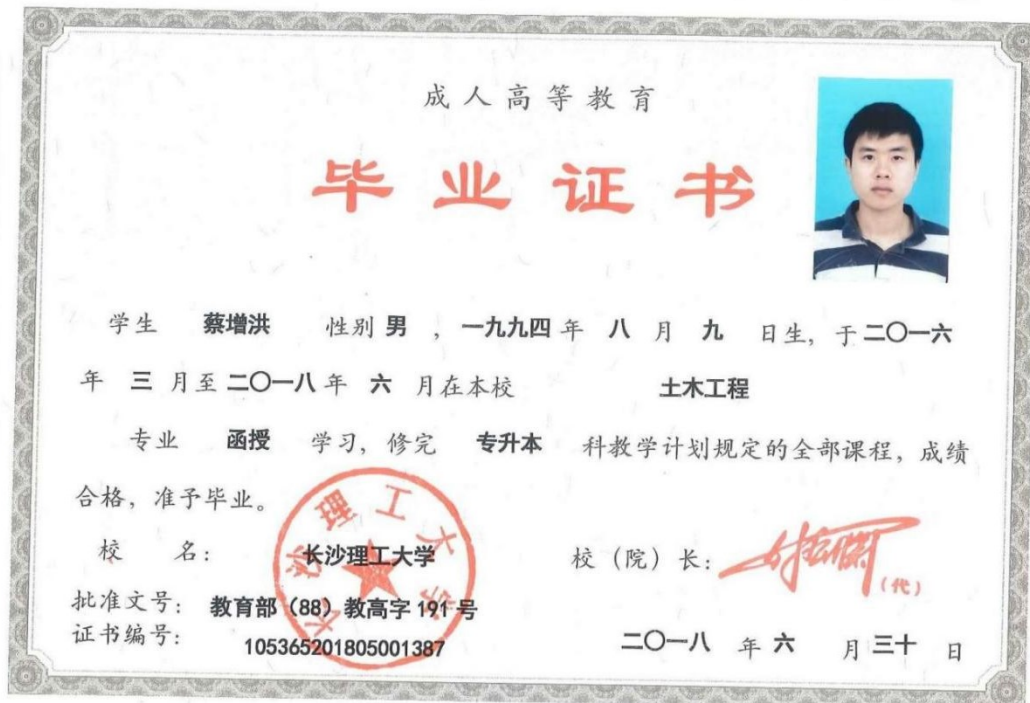 成人高等教育
毕业证书
学生 蔡增洪 性别 男 ，一九九四 年 八 月 九 日生，于 二〇一六
年 三 月至 二〇一八 年 六 月在本校 土木工程
专业 函授 学习，修完 专升本 科教学计划规定的全部课程，成绩
合格，准予毕业。
校 名： 长沙理工大学 校（院）长：
（代）
长沙理工大学
批准文号： 教育部（88）教高字 191 号
证书编号： 105365201805001387
二〇一八 年 六 月 三十 日